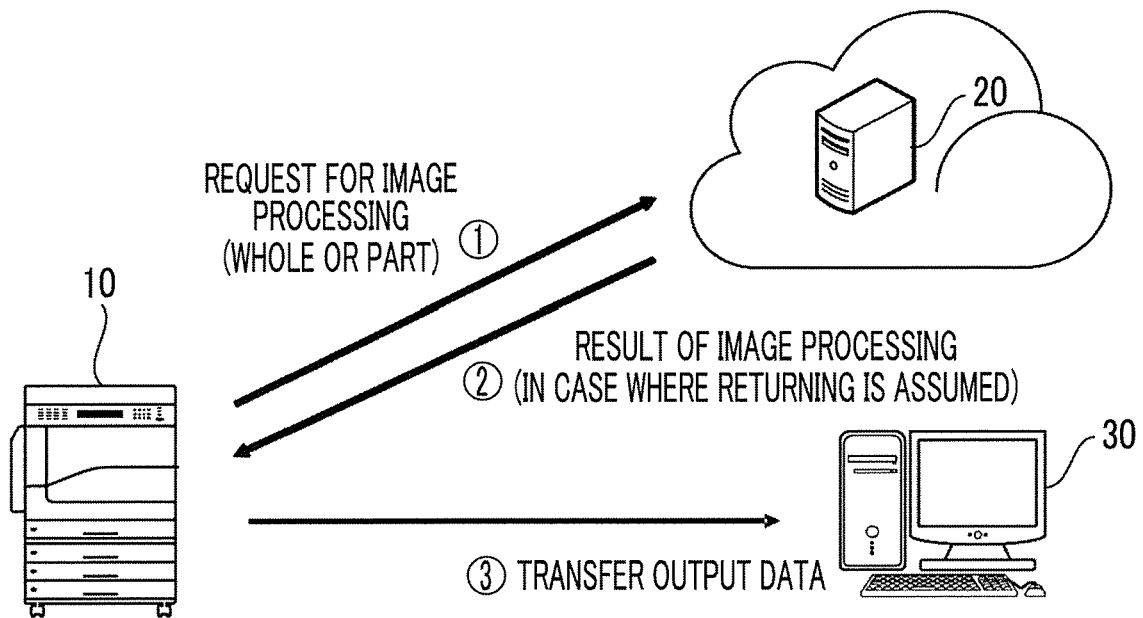 20
REQUEST FOR IMAGE
PROCESSING
(WHOLE OR PART) ①
10
RESULT OF IMAGE PROCESSING
② (IN CASE WHERE RETURNING IS ASSUMED)
30
③ TRANSFER OUTPUT DATA